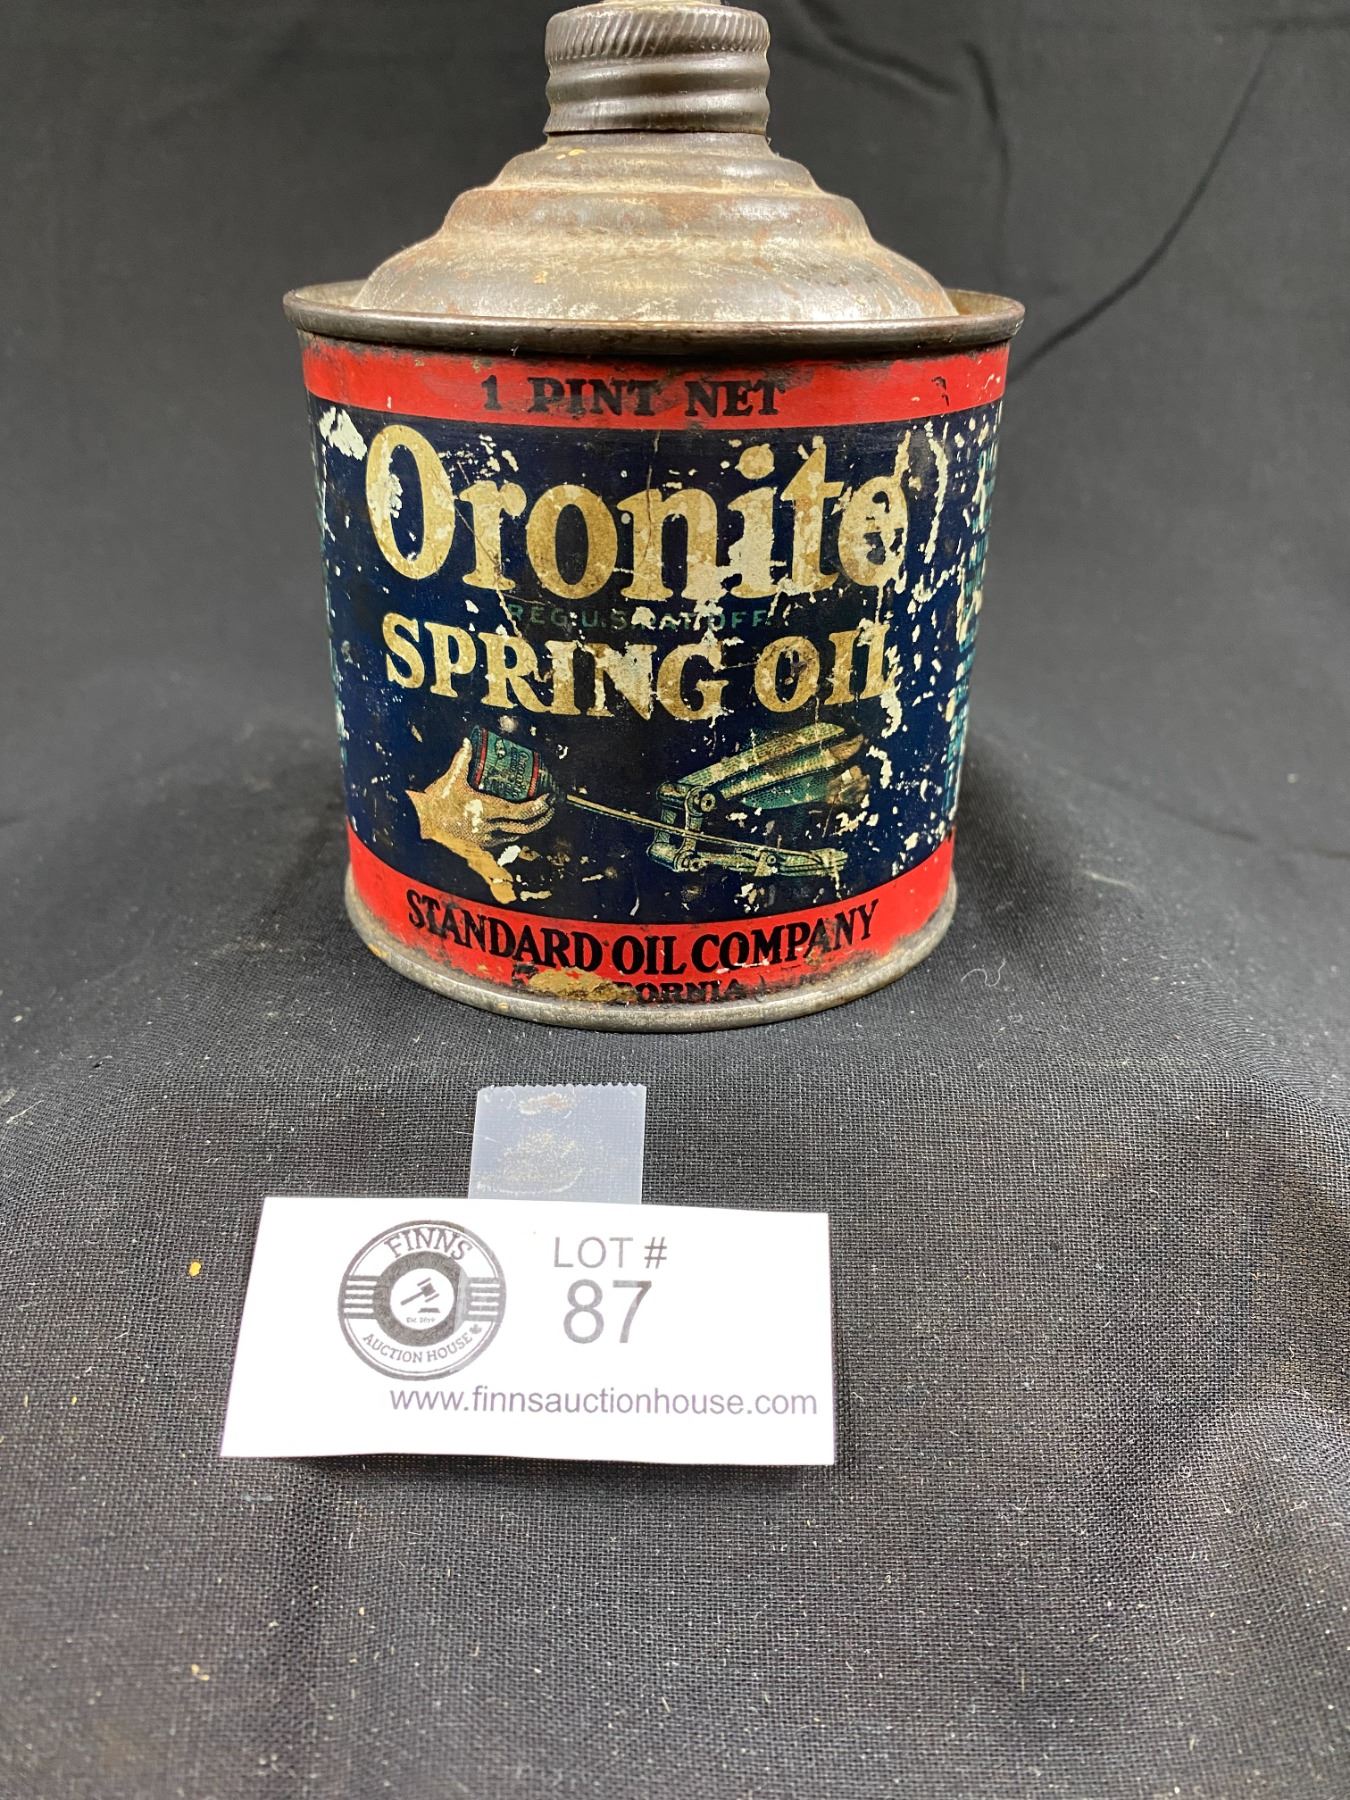 1 PINT NET
Oronite
REG. U.S. PAT. OFF.
SPRING OIL
STANDARD OIL COMPANY
FINNS
AUCTION HOUSE
LOT #
87
www.finnsauctionhouse.com